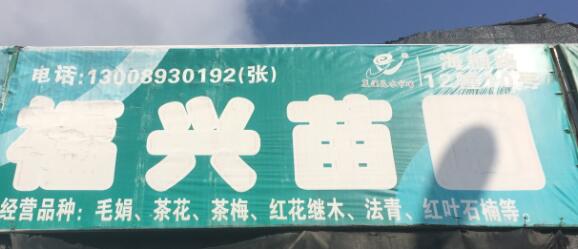 电话:13008930192(张)
福兴苗
经营品种：毛娟、茶花、茶梅、红花继木、法青、红叶石楠等。